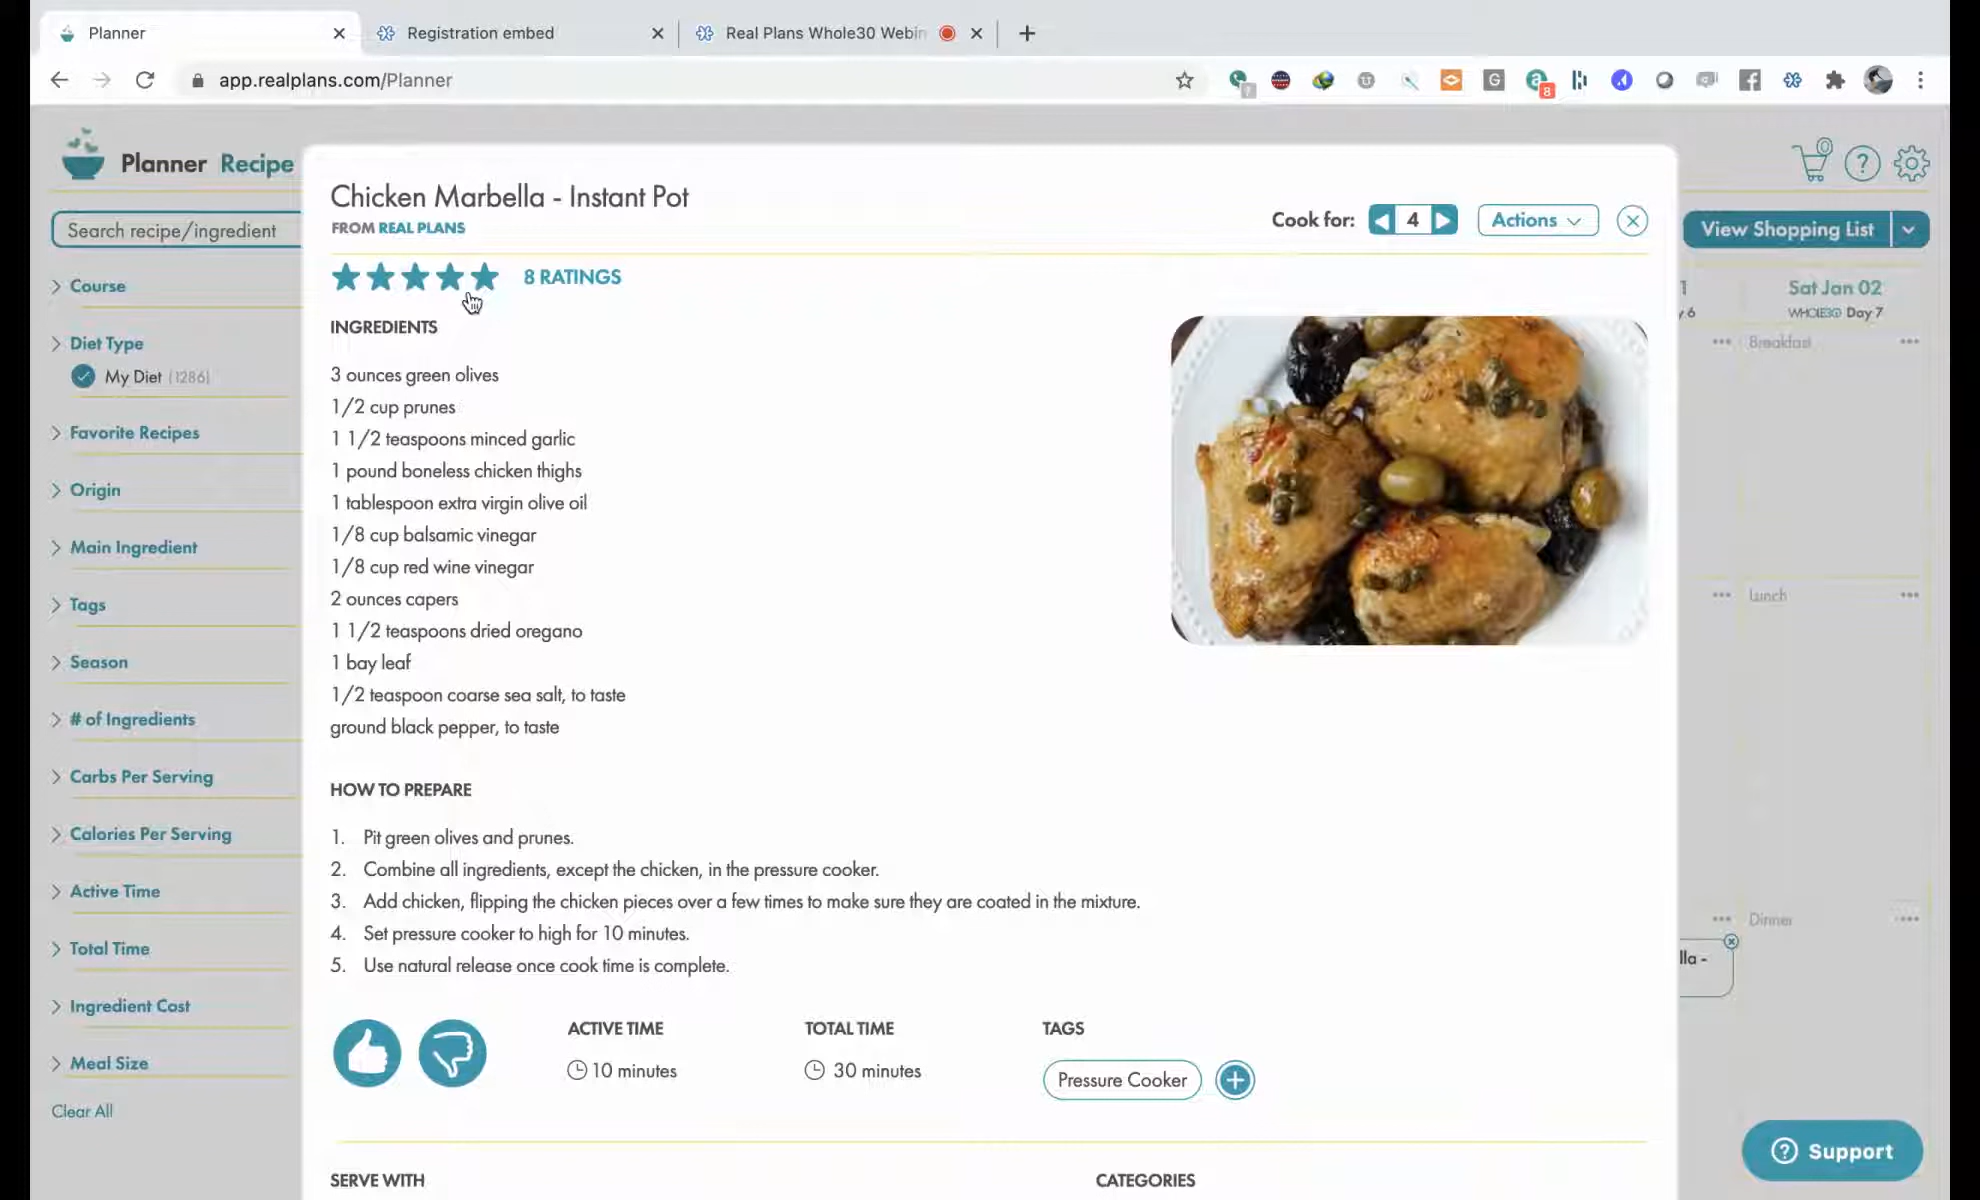 Planner
Registration embed
Real Plans Whole30 Webin
app.realplans.com/Planner
G
8
Planner Recipe
0
?
Search recipe/ingredient
Course
Diet Type
My Diet (1286)
Favorite Recipes
Origin
Main Ingredient
Tags
Season
# of Ingredients
Carbs Per Serving
Calories Per Serving
Active Time
Total Time
Ingredient Cost
Meal Size
Clear All
Chicken Marbella - Instant Pot
FROM REAL PLANS
Cook for: 4
Actions
8 RATINGS
INGREDIENTS
3 ounces green olives
1/2 cup prunes
1 1/2 teaspoons minced garlic
1 pound boneless chicken thighs
1 tablespoon extra virgin olive oil
1/8 cup balsamic vinegar
1/8 cup red wine vinegar
2 ounces capers
1 1/2 teaspoons dried oregano
1 bay leaf
1/2 teaspoon coarse sea salt, to taste
ground black pepper, to taste
HOW TO PREPARE
1. Pit green olives and prunes.
2. Combine all ingredients, except the chicken, in the pressure cooker.
3. Add chicken, flipping the chicken pieces over a few times to make sure they are coated in the mixture.
4. Set pressure cooker to high for 10 minutes.
5. Use natural release once cook time is complete.
ACTIVE TIME
10 minutes
TOTAL TIME
30 minutes
TAGS
Pressure Cooker
SERVE WITH
CATEGORIES
View Shopping List
1
y 6
Sat Jan 02
WHOLE30 Day 7
Breakfast
Lunch
Dinner
lla -
? Support